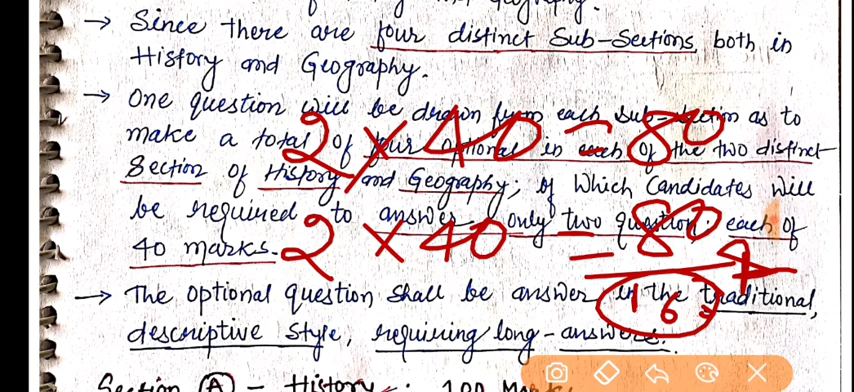 → Since there are four distinct Sub-Sections, both in
History and Geography.
→ One question will be drawn from each Sub-Section as to
make a total of four optional in each of the two distinct
Section of History and Geography; of which Candidates will
be required to answer only two question; each of
40 marks.
2 × 40 = 80
2 × 40 = 80
→ The optional question shall be answer in the traditional,
descriptive style, requiring long-answers.
Section (A) - History : 100 Marks